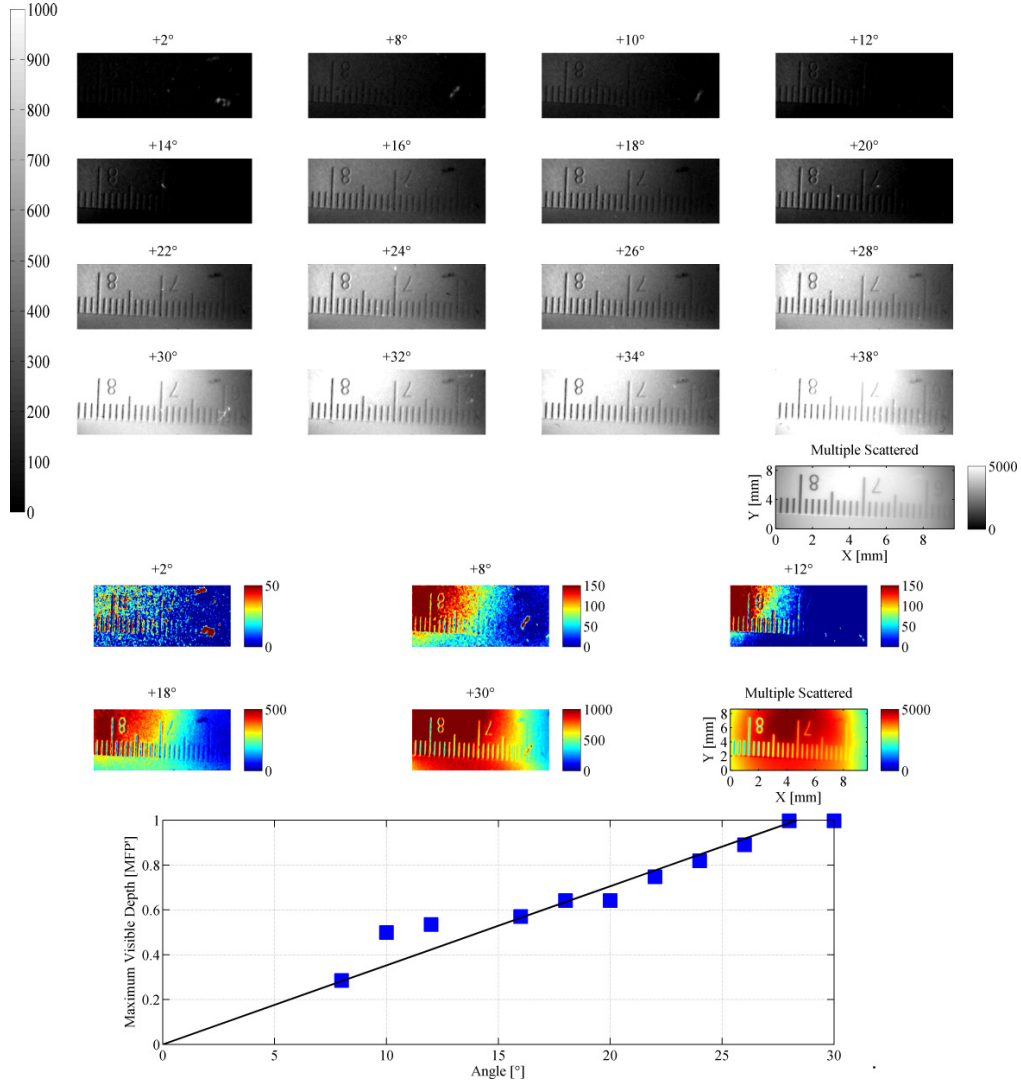 1000
900
800
700
600
500
400
300
200
100
0
+2° +8° +10° +12°
+14° +16° +18° +20°
+22° +24° +26° +28°
+30° +32° +34° +38°
Multiple Scattered
Y [mm]
8
4
0
0 2 4 6 8
X [mm]
5000
0
+2° +8° +12°
50
0
150
100
50
0
150
100
50
0
+18° +30° Multiple Scattered
500
0
1000
500
0
Y [mm]
8
6
4
2
0
0 2 4 6 8
X [mm]
5000
0
Maximum Visible Depth [MFP']
1
0.8
0.6
0.4
0.2
0
0 5 10 15 20 25 30
Angle [°]